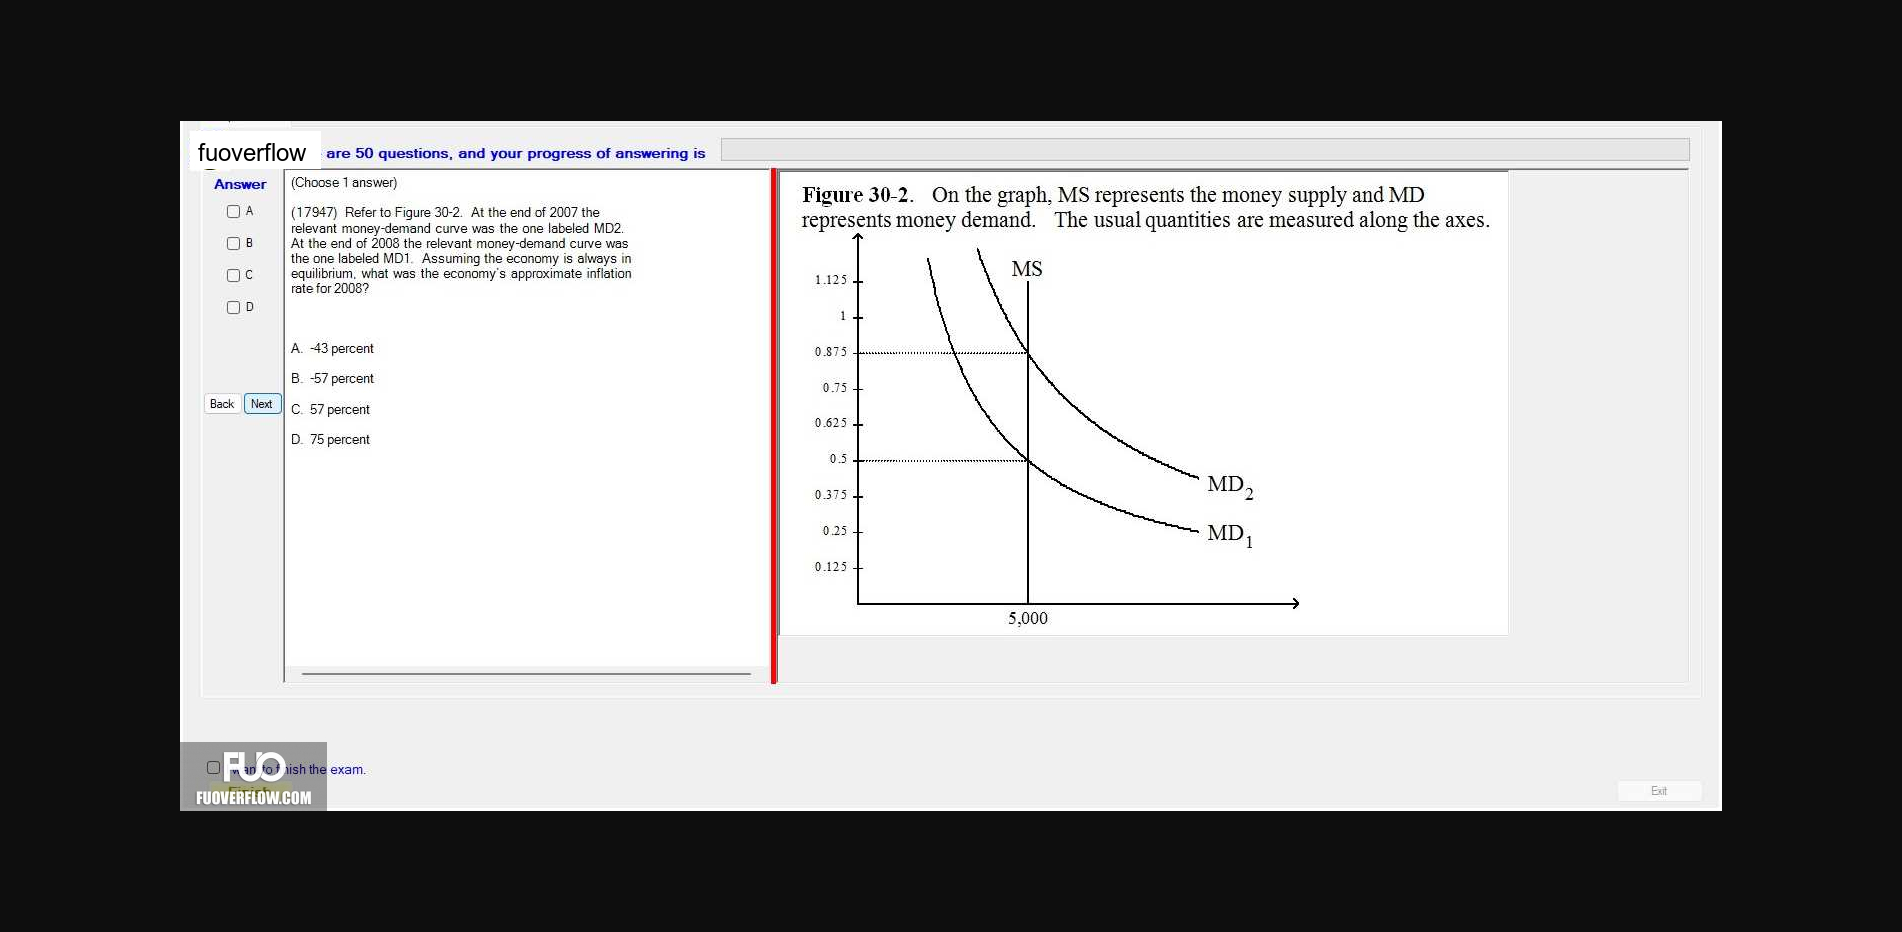 fuoverflow are 50 questions, and your progress of answering is
Answer
A
B
C
D
Back Next
(Choose 1 answer)
(17947) Refer to Figure 30-2. At the end of 2007 the
relevant money-demand curve was the one labeled MD2.
At the end of 2008 the relevant money-demand curve was
the one labeled MD1. Assuming the economy is always in
equilibrium, what was the economy's approximate inflation
rate for 2008?
A. -43 percent
B. -57 percent
C. 57 percent
D. 75 percent
Figure 30-2. On the graph, MS represents the money supply and MD
represents money demand. The usual quantities are measured along the axes.
MS
1.125
1
0.875
0.75
0.625
0.5
0.375
0.25
0.125
MD2
MD1
5,000
FUO
want to finish the exam.
Finish
FUOVERFLOW.COM
Exit